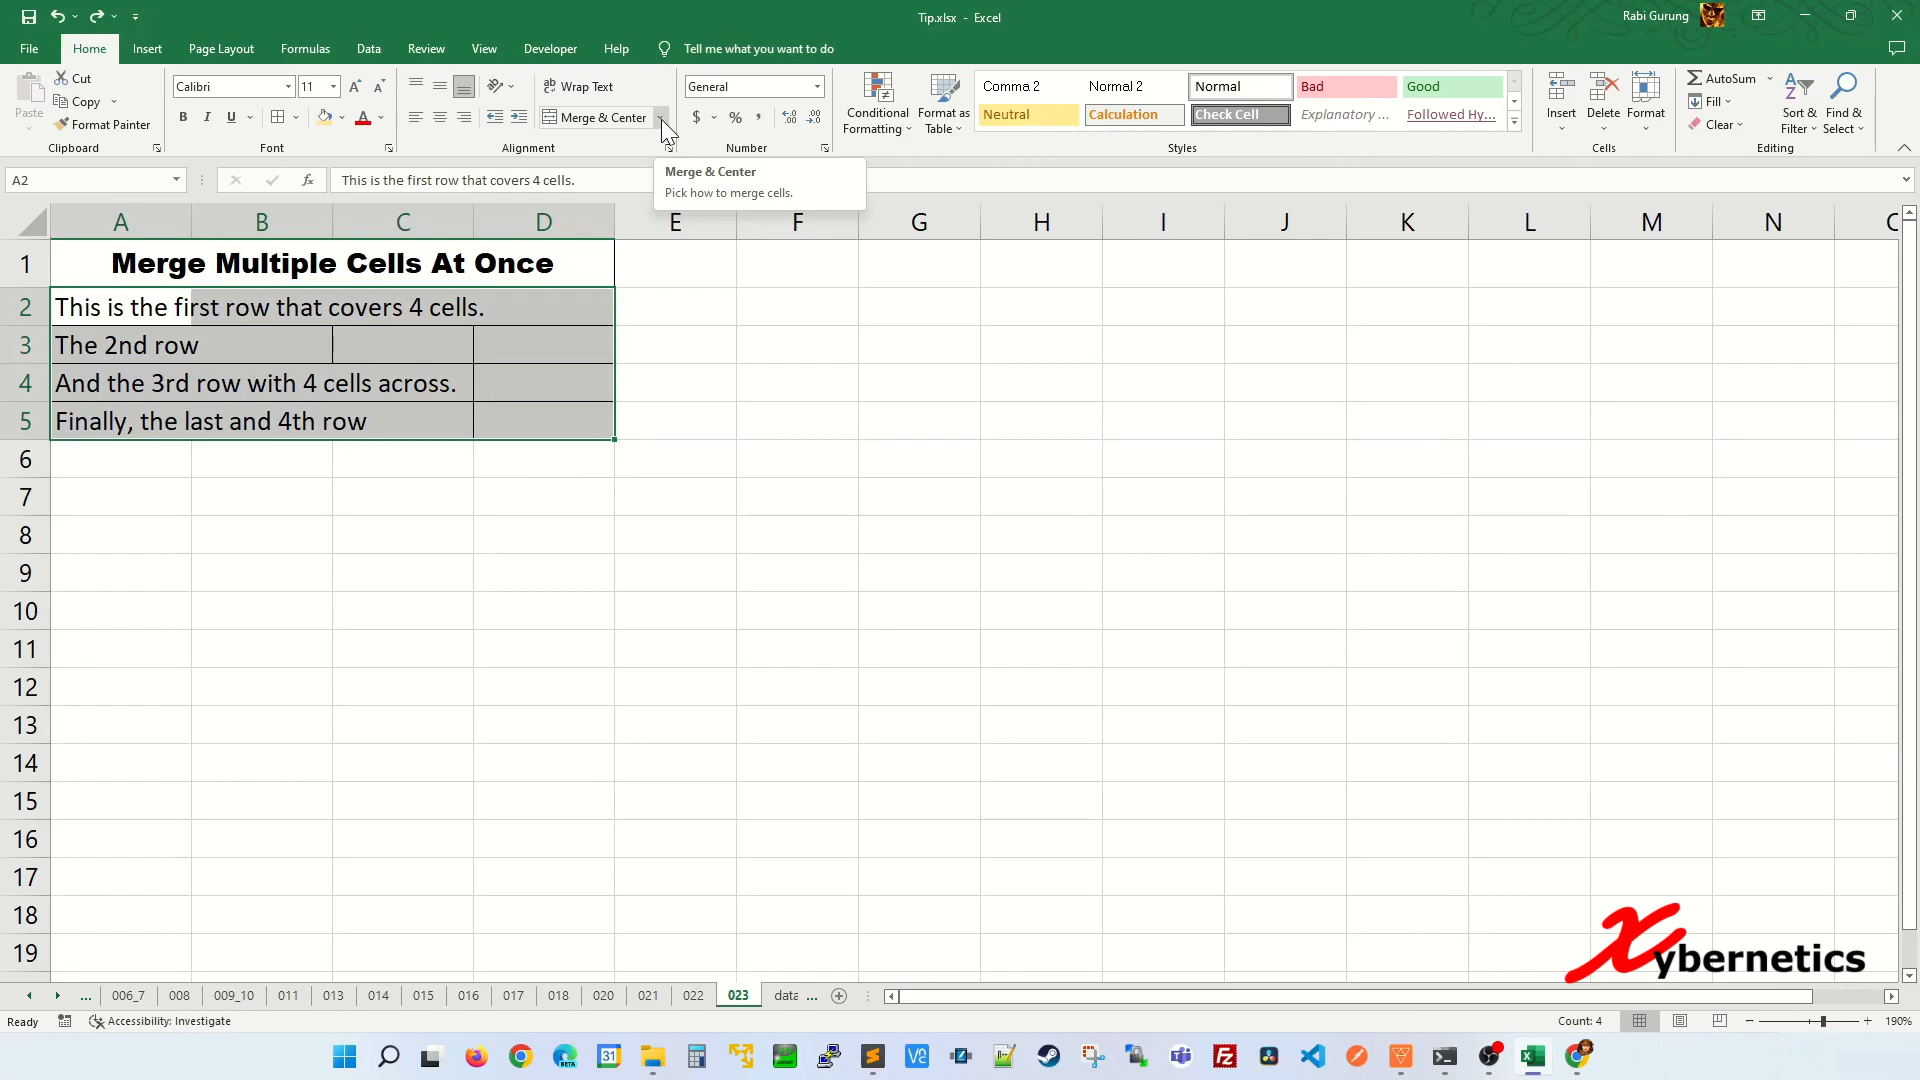 Tip.xlsx - Excel
Rabi Gurung
File Home Insert Page Layout Formulas Data Review View Developer Help Tell me what you want to do
Paste
Cut
Copy
Format Painter
Clipboard
Calibri 11
B I U
Font
Wrap Text
Merge & Center
Alignment
General
$ % ,
Number
Conditional Formatting
Format as Table
Comma 2 Normal 2 Normal Bad Good
Neutral Calculation Check Cell Explanatory ... Followed Hy...
Styles
Insert Delete Format
Cells
AutoSum
Fill
Clear
Sort & Filter
Find & Select
Editing
A2
fx
This is the first row that covers 4 cells.
Merge & Center
Pick how to merge cells.
A B C D E F G H I J K L M N
1 Merge Multiple Cells At Once
2 This is the first row that covers 4 cells.
3 The 2nd row
4 And the 3rd row with 4 cells across.
5 Finally, the last and 4th row
6
7
8
9
10
11
12
13
14
15
16
17
18
19
Xybernetics
... 006_7 008 009_10 011 013 014 015 016 017 018 020 021 022 023 data ...
Ready
Accessibility: Investigate
Count: 4
190%